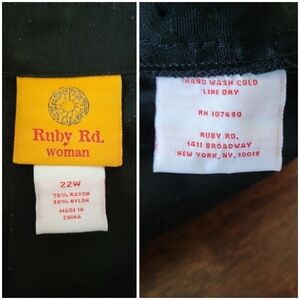 Ruby Rd.
woman
22W
70% RAYON
30% NYLON
MADE IN
CHINA
HAND WASH COLD
LINE DRY
RN 107680
RUBY RD.
1411 BROADWAY
NEW YORK, NY. 10018